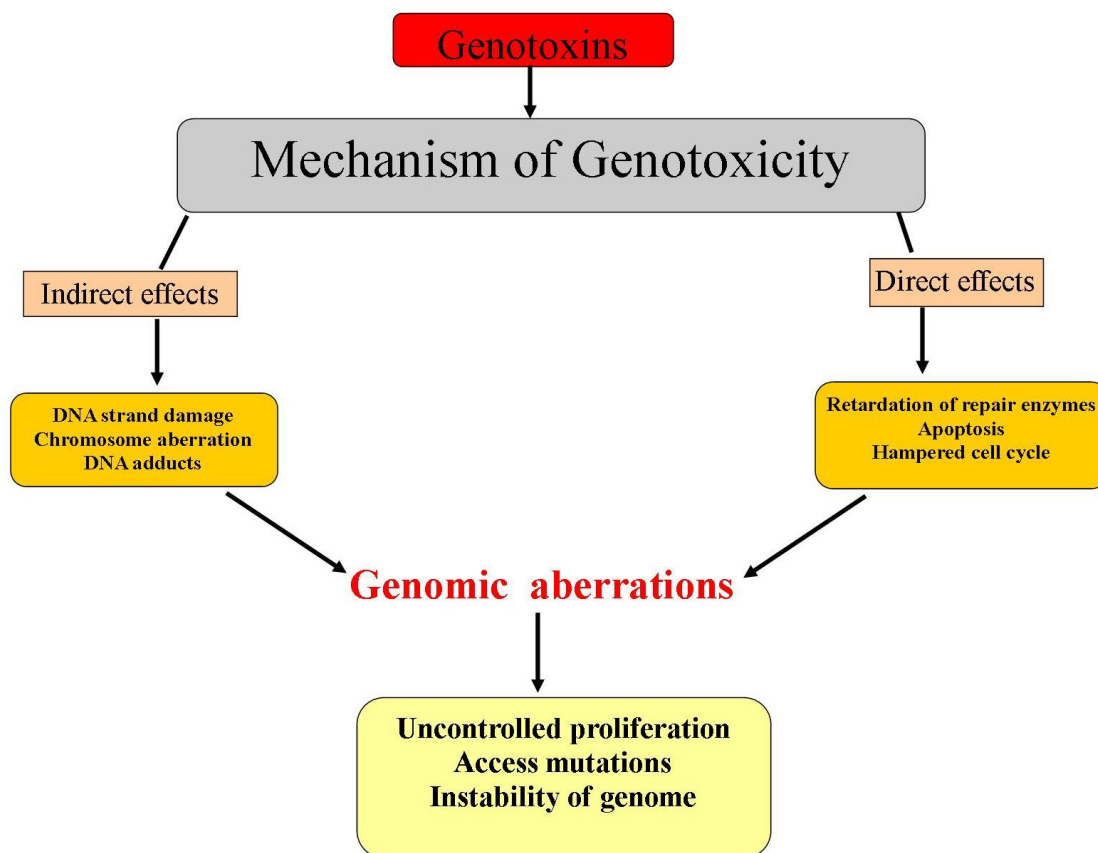 Genotoxins
Mechanism of Genotoxicity
Indirect effects
Direct effects
DNA strand damage
Chromosome aberration
DNA adducts
Retardation of repair enzymes
Apoptosis
Hampered cell cycle
Genomic aberrations
Uncontrolled proliferation
Access mutations
Instability of genome